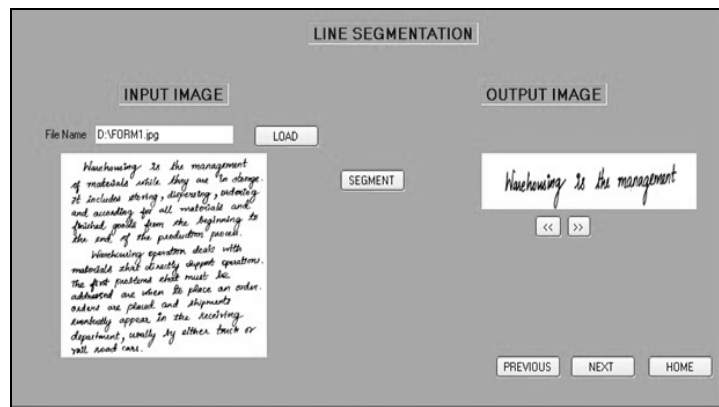 LINE SEGMENTATION
INPUT IMAGE
OUTPUT IMAGE
File Name D:\FORM1.jpg LOAD
Warehousing is the management
of materials while they are in storage.
It includes storing, dispersing, ordering
and according for all materials and
finished goods from the beginning to
the end of the production process.
Warehousing operation deals with
materials that directly support operations.
The first problems that must be
addressed are when to place an order.
orders are placed and shipments
eventually appear in the receiving
department, usually by either truck or
rail road cars.
SEGMENT
Warehousing is the management
<< >>
PREVIOUS NEXT HOME